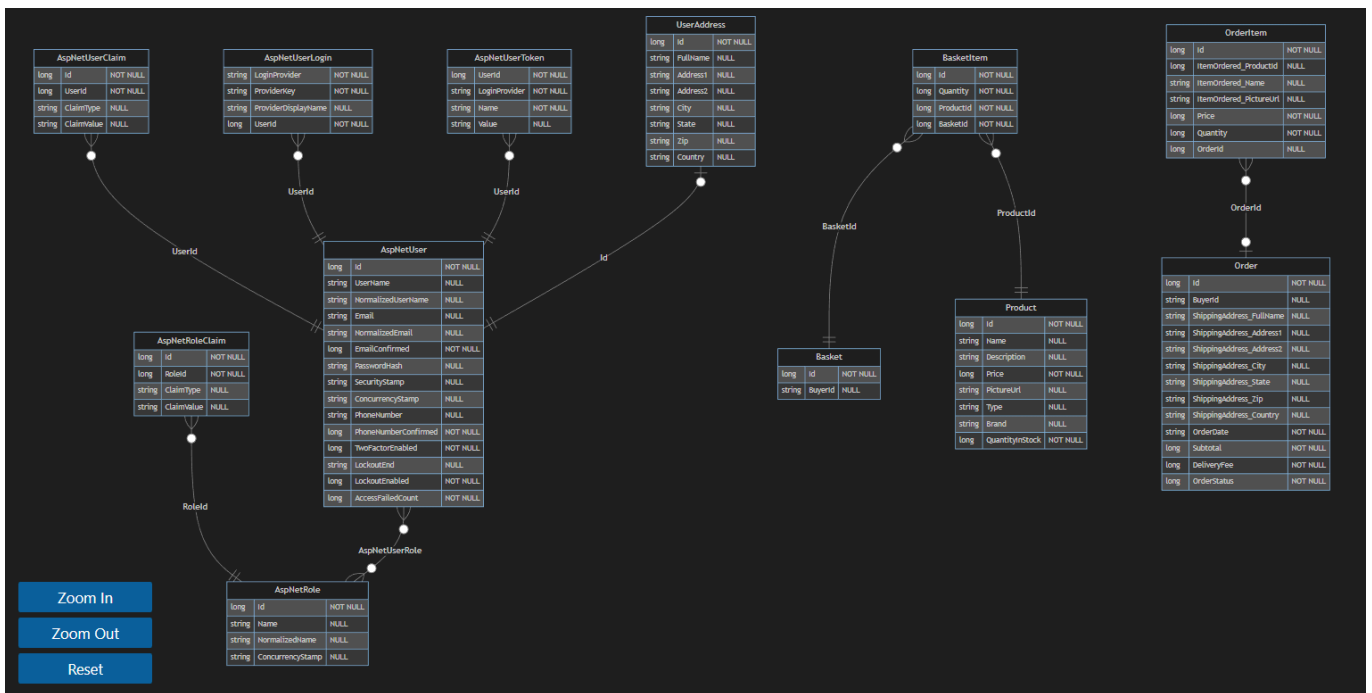 AspNetUserClaim
long Id NOT NULL
long UserId NOT NULL
string ClaimType NULL
string ClaimValue NULL
AspNetUserLogin
string LoginProvider NOT NULL
string ProviderKey NOT NULL
string ProviderDisplayName NULL
long UserId NOT NULL
AspNetUserToken
long UserId NOT NULL
string LoginProvider NOT NULL
string Name NOT NULL
string Value NULL
UserAddress
long Id NOT NULL
string FullName NULL
string Address1 NULL
string Address2 NULL
string City NULL
string State NULL
string Zip NULL
string Country NULL
BasketItem
long Id NOT NULL
long Quantity NOT NULL
long ProductId NOT NULL
long BasketId NOT NULL
OrderItem
long Id NOT NULL
long ItemOrdered_ProductId NOT NULL
string ItemOrdered_Name NULL
string ItemOrdered_PictureUrl NULL
long Price NOT NULL
long Quantity NOT NULL
long OrderId NULL
UserId
UserId
UserId
Id
BasketId
ProductId
OrderId
AspNetUser
long Id NOT NULL
string UserName NULL
string NormalizedUserName NULL
string Email NULL
string NormalizedEmail NULL
long EmailConfirmed NOT NULL
string PasswordHash NULL
string SecurityStamp NULL
string ConcurrencyStamp NULL
string PhoneNumber NULL
long PhoneNumberConfirmed NOT NULL
long TwoFactorEnabled NOT NULL
string LockoutEnd NULL
long LockoutEnabled NOT NULL
long AccessFailedCount NOT NULL
Order
long Id NOT NULL
string BuyerId NULL
string ShippingAddress_FullName NULL
string ShippingAddress_Address1 NULL
string ShippingAddress_Address2 NULL
string ShippingAddress_City NULL
string ShippingAddress_State NULL
string ShippingAddress_Zip NULL
string ShippingAddress_Country NULL
string OrderDate NOT NULL
long Subtotal NOT NULL
long DeliveryFee NOT NULL
long OrderStatus NOT NULL
Product
long Id NOT NULL
string Name NULL
string Description NULL
long Price NOT NULL
string PictureUrl NULL
string Type NULL
string Brand NULL
long QuantityInStock NOT NULL
AspNetRoleClaim
long Id NOT NULL
long RoleId NOT NULL
string ClaimType NULL
string ClaimValue NULL
Basket
long Id NOT NULL
string BuyerId NULL
RoleId
AspNetUserRole
AspNetRole
long Id NOT NULL
string Name NULL
string NormalizedName NULL
string ConcurrencyStamp NULL
Zoom In
Zoom Out
Reset